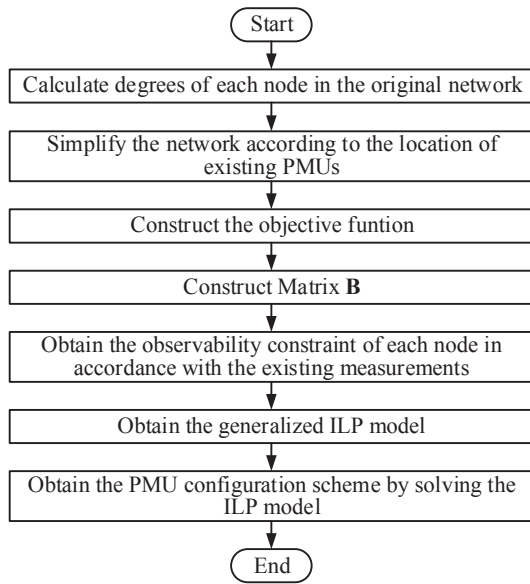 Start
Calculate degrees of each node in the original network
Simplify the network according to the location of
existing PMUs
Construct the objective funtion
Construct Matrix B
Obtain the observability constraint of each node in
accordance with the existing measurements
Obtain the generalized ILP model
Obtain the PMU configuration scheme by solving the
ILP model
End